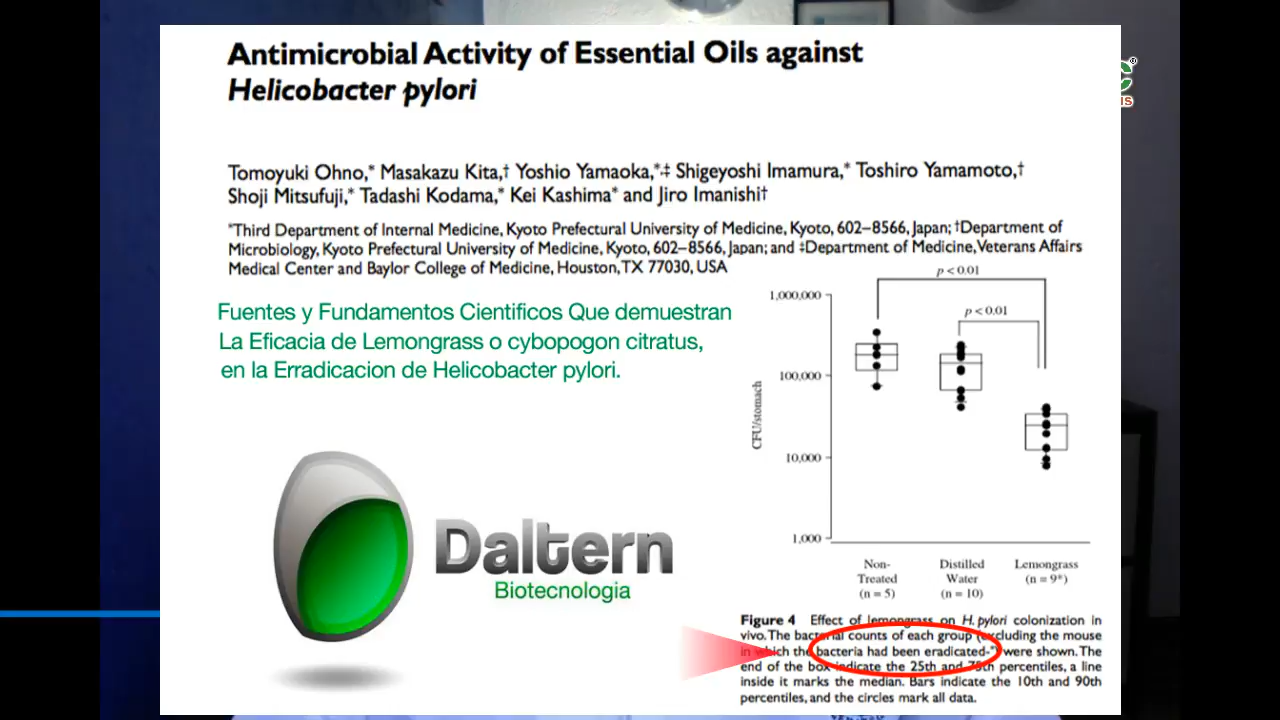 Antimicrobial Activity of Essential Oils against
Helicobacter pylori
Tomoyuki Ohno,* Masakazu Kita,† Yoshio Yamaoka,*,‡ Shigeyoshi Imamura,* Toshiro Yamamoto,†
Shoji Mitsufuji,* Tadashi Kodama,* Kei Kashima* and Jiro Imanishi†
*Third Department of Internal Medicine, Kyoto Prefectural University of Medicine, Kyoto, 602–8566, Japan; †Department of
Microbiology, Kyoto Prefectural University of Medicine, Kyoto, 602–8566, Japan; and ‡Department of Medicine, Veterans Affairs
Medical Center and Baylor College of Medicine, Houston, TX 77030, USA
Fuentes y Fundamentos Cientificos Que demuestran
La Eficacia de Lemongrass o cybopogon citratus,
en la Erradicacion de Helicobacter pylori.
p < 0.01
p < 0.01
1,000,000
100,000
10,000
1,000
CFU/stomach
Non-
Treated
(n = 5)
Distilled
Water
(n = 10)
Lemongrass
(n = 9*)
Daltern
Biotecnologia
Figure 4 Effect of lemongrass on H. pylori colonization in
vivo. The bacterial counts of each group (excluding the mouse
in which the bacteria had been eradicated-*) were shown. The
end of the box indicate the 25th and 75th percentiles, a line
inside it marks the median. Bars indicate the 10th and 90th
percentiles, and the circles mark all data.
C®
IS